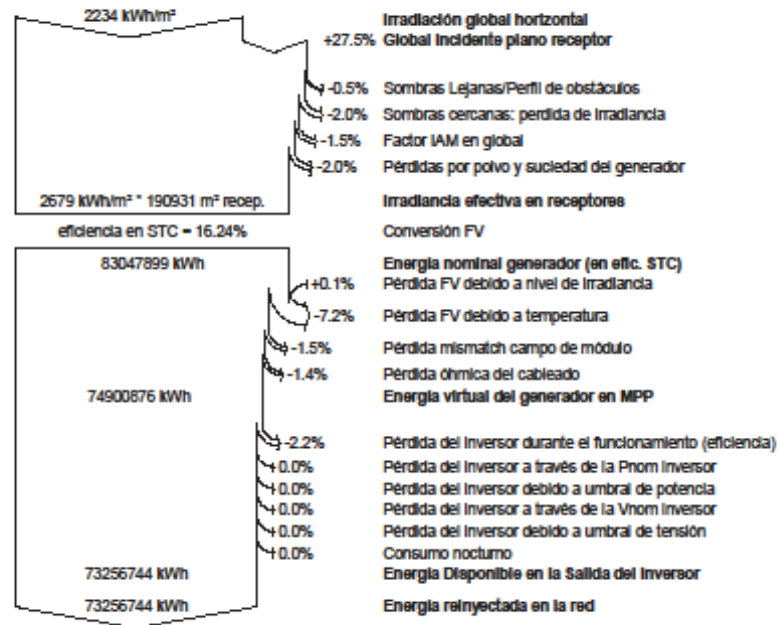 2234 kWh/m² Irradiación global horizontal
+27.5% Global incidente plano receptor
-0.5% Sombras Lejanas/Perfil de obstáculos
-2.0% Sombras cercanas: perdida de irradiancia
-1.5% Factor IAM en global
-2.0% Pérdidas por polvo y suciedad del generador
2679 kWh/m² * 190931 m² recep. Irradiancia efectiva en receptores
eficiencia en STC = 16.24% Conversión FV
83047899 kWh Energía nominal generador (en efic. STC)
+0.1% Pérdida FV debido a nivel de irradiancia
-7.2% Pérdida FV debido a temperatura
-1.5% Pérdida mismatch campo de módulo
-1.4% Pérdida óhmica del cableado
74900876 kWh Energía virtual del generador en MPP
-2.2% Pérdida del inversor durante el funcionamiento (eficiencia)
0.0% Pérdida del inversor a través de la Pnom inversor
0.0% Pérdida del inversor debido a umbral de potencia
0.0% Pérdida del inversor a través de la Vnom inversor
0.0% Pérdida del inversor debido a umbral de tensión
0.0% Consumo nocturno
73256744 kWh Energía Disponible en la Salida del Inversor
73256744 kWh Energía reinyectada en la red